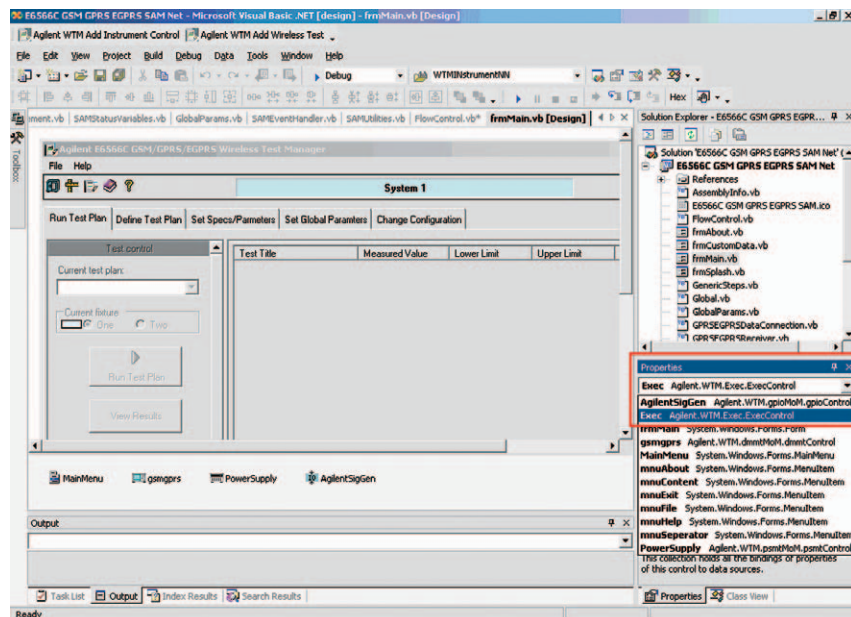 E6566C GSM GPRS EGPRS SAM Net - Microsoft Visual Basic .NET [design] - frmMain.vb [Design]
Agilent WTM Add Instrument Control Agilent WTM Add Wireless Test
File Edit View Project Build Debug Data Tools Window Help
Debug WTMINstrumentNN
Hex
ment.vb SAMStatusVariables.vb GlobalParams.vb SAMEventHandler.vb SAMUtilities.vb FlowControl.vb* frmMain.vb [Design]
Toolbox
Agilent E6566C GSM/GPRS/EGPRS Wireless Test Manager
File Help
System 1
Run Test Plan Define Test Plan Set Specs/Parmeters Set Global Paramters Change Configuration
Test control
Test Title Measured Value Lower Limit Upper Limit
Current test plan:
Current fixture
One Two
Run Test Plan
View Results
MainMenu gsmgprs PowerSupply AgilentSigGen
Output
Task List Output Index Results Search Results
Ready
Solution Explorer - E6566C GSM GPRS EGPR...
Solution 'E6566C GSM GPRS EGPRS SAM Net' (
E6566C GSM GPRS EGPRS SAM Net
References
AssemblyInfo.vb
E6566C GSM GPRS EGPRS SAM.ico
FlowControl.vb
frmAbout.vb
frmCustomData.vb
frmMain.vb
frmSplash.vb
GenericSteps.vb
Global.vb
GlobalParams.vb
GPRSEGPRSDataConnection.vb
GPRSEGPRSReceiver.vb
Properties
Exec Agilent.WTM.Exec.ExecControl
AgilentSigGen Agilent.WTM.gpioMoM.gpioControl
Exec Agilent.WTM.Exec.ExecControl
frmMain System.Windows.Forms.Form
gsmgprs Agilent.WTM.dmmtMoM.dmmtControl
MainMenu System.Windows.Forms.MainMenu
mnuAbout System.Windows.Forms.MenuItem
mnuContent System.Windows.Forms.MenuItem
mnuExit System.Windows.Forms.MenuItem
mnuFile System.Windows.Forms.MenuItem
mnuHelp System.Windows.Forms.MenuItem
mnuSeperator System.Windows.Forms.MenuItem
PowerSupply Agilent.WTM.psmtMoM.psmtControl
This collection holds all the bindings of properties
of this control to data sources.
Properties Class View